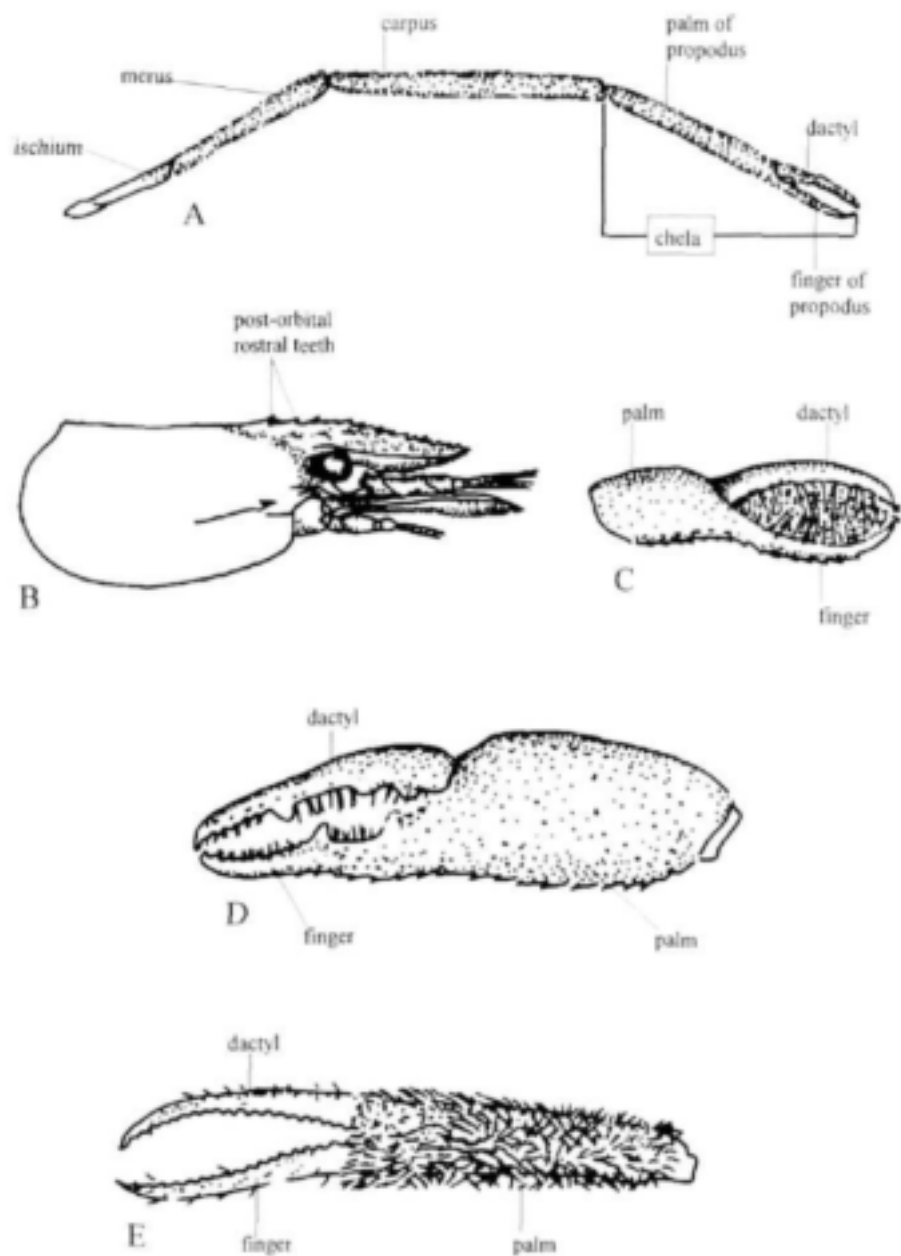 carpus
palm of
propodus
merus
dactyl
ischium
A
chela
finger of
propodus
post-orbital
rostral teeth
palm
dactyl
B
C
finger
dactyl
D
finger
palm
dactyl
E
finger
palm